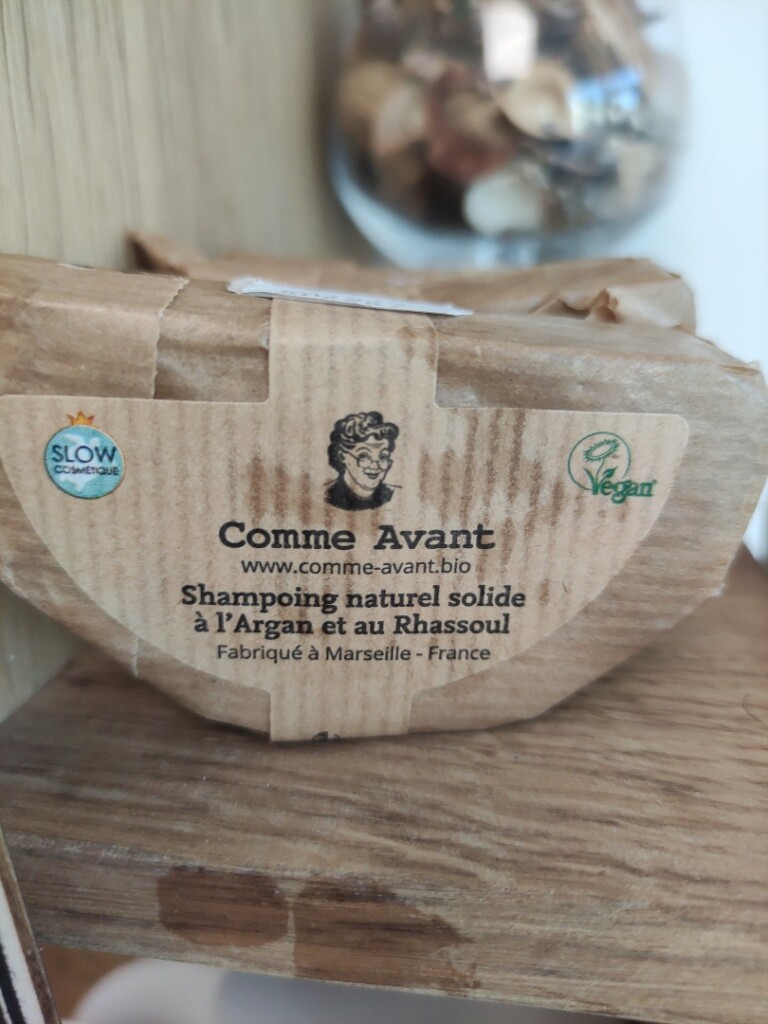 SLOW
COSMÉTIQUE
Vegan
Comme Avant
www.comme-avant.bio
Shampoing naturel solide
à l'Argan et au Rhassoul
Fabriqué à Marseille - France